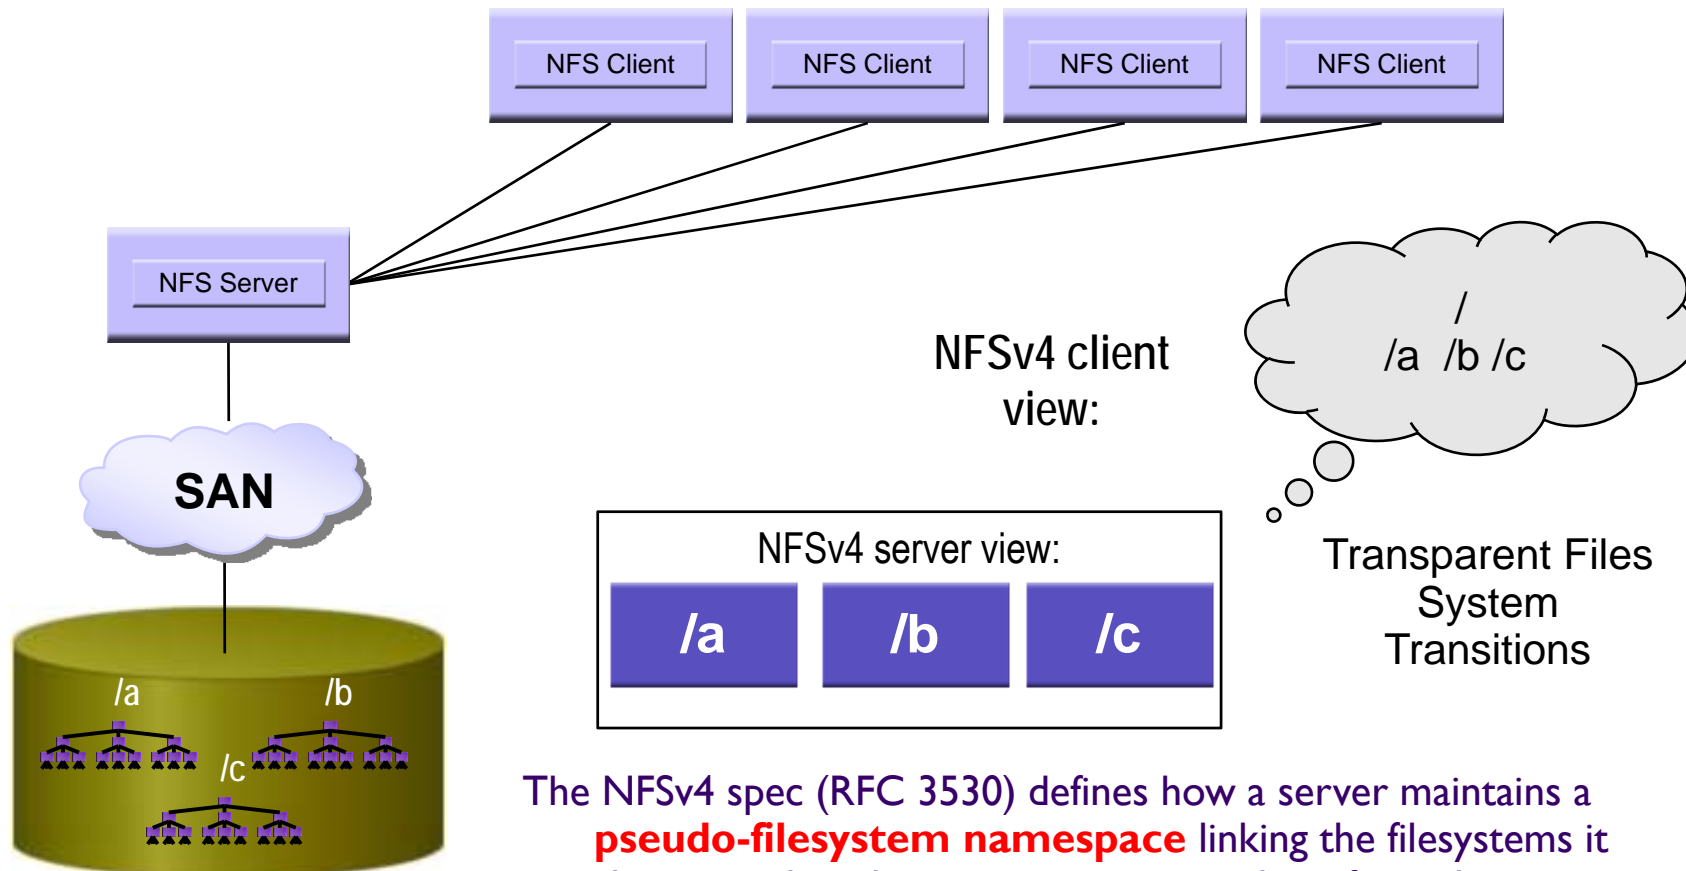 NFS Client
NFS Client
NFS Client
NFS Client
NFS Server
/
/a /b /c
NFSv4 client
view:
SAN
NFSv4 server view:
/a
/b
/c
Transparent Files
System
Transitions
/a
/b
/c
The NFSv4 spec (RFC 3530) defines how a server maintains a
pseudo-filesystem namespace linking the filesystems it